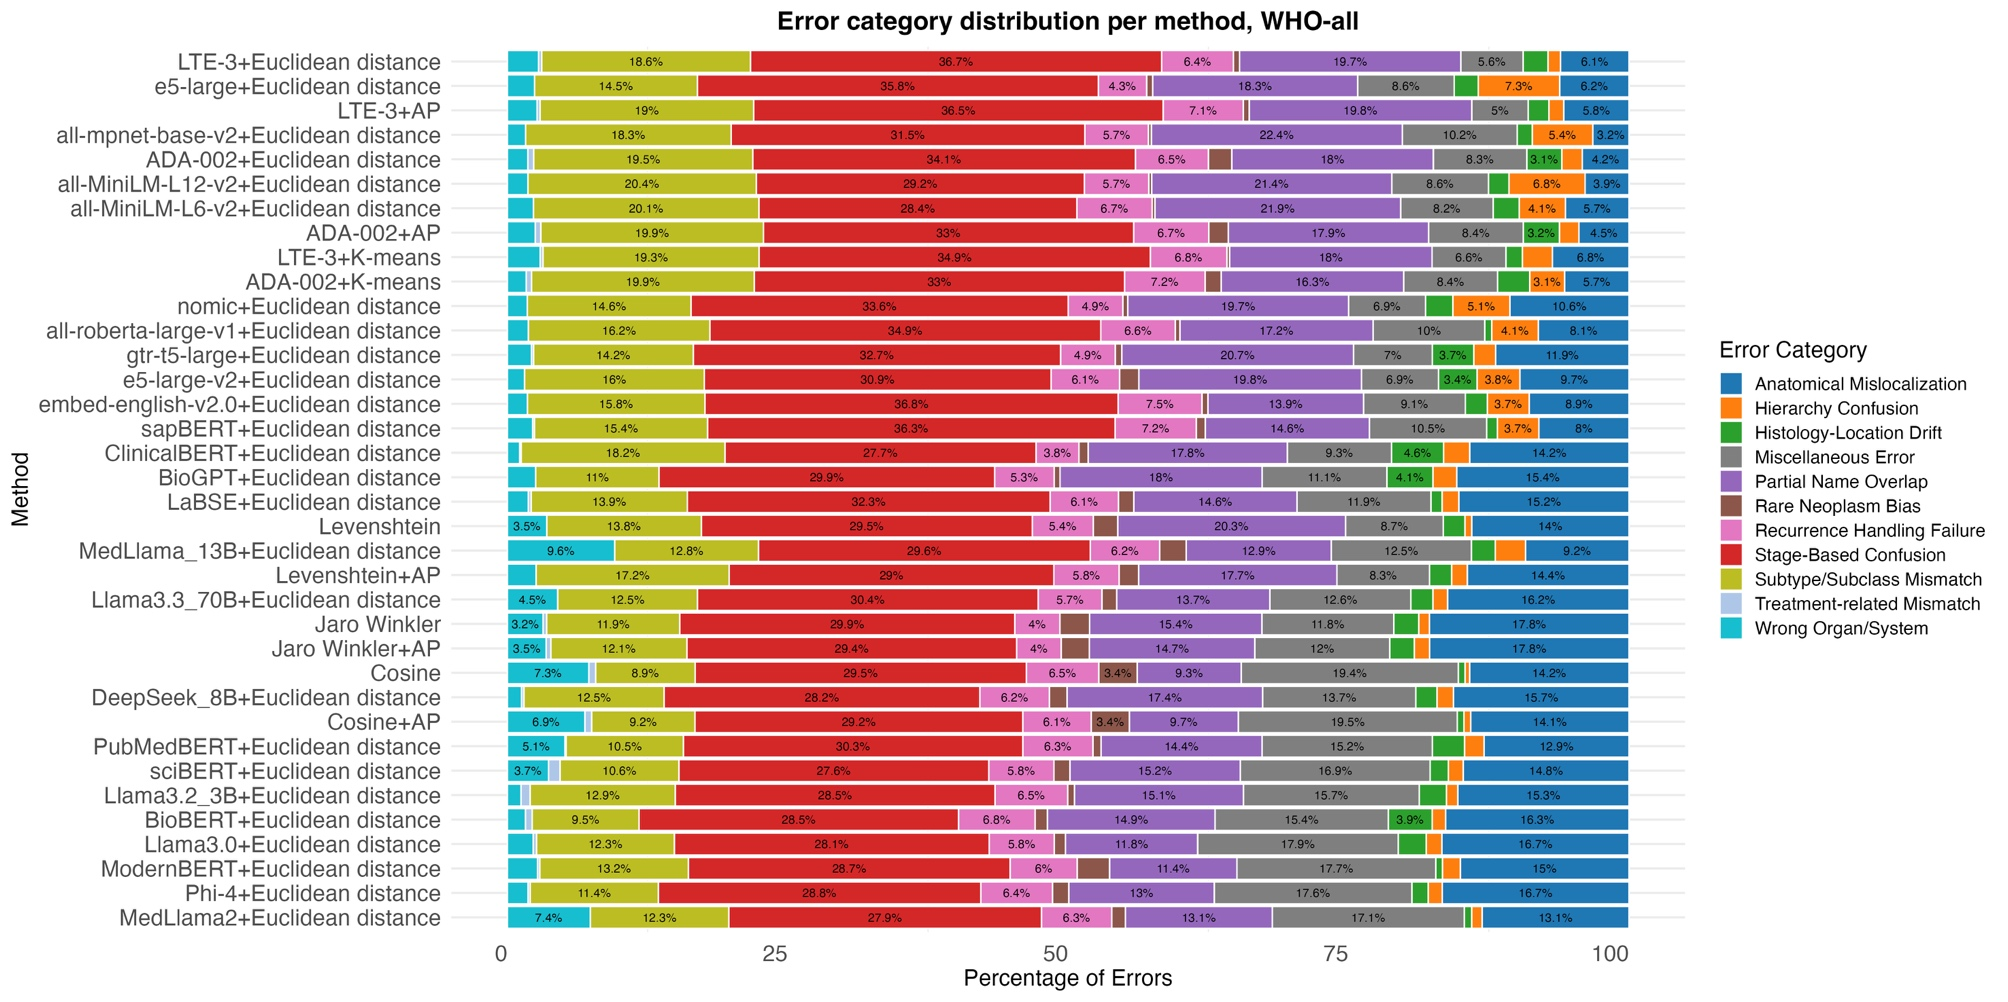 Error category distribution per method, WHO-all
LTE-3+Euclidean distance 18.6% 36.7% 6.4% 19.7% 5.6% 6.1%
e5-large+Euclidean distance 14.5% 35.8% 4.3% 18.3% 8.6% 7.3% 6.2%
LTE-3+AP 19% 36.5% 7.1% 19.8% 5% 5.8%
all-mpnet-base-v2+Euclidean distance 18.3% 31.5% 5.7% 22.4% 10.2% 5.4% 3.2%
ADA-002+Euclidean distance 19.5% 34.1% 6.5% 18% 8.3% 3.1% 4.2%
all-MiniLM-L12-v2+Euclidean distance 20.4% 29.2% 5.7% 21.4% 8.6% 6.8% 3.9%
all-MiniLM-L6-v2+Euclidean distance 20.1% 28.4% 6.7% 21.9% 8.2% 4.1% 5.7%
ADA-002+AP 19.9% 33% 6.7% 17.9% 8.4% 3.2% 4.5%
LTE-3+K-means 19.3% 34.9% 6.8% 18% 6.6% 6.8%
ADA-002+K-means 19.9% 33% 7.2% 16.3% 8.4% 3.1% 5.7%
nomic+Euclidean distance 14.6% 33.6% 4.9% 19.7% 6.9% 5.1% 10.6%
all-roberta-large-v1+Euclidean distance 16.2% 34.9% 6.6% 17.2% 10% 4.1% 8.1%
gtr-t5-large+Euclidean distance 14.2% 32.7% 4.9% 20.7% 7% 3.7% 11.9%
e5-large-v2+Euclidean distance 16% 30.9% 6.1% 19.8% 6.9% 3.4% 3.8% 9.7%
embed-english-v2.0+Euclidean distance 15.8% 36.8% 7.5% 13.9% 9.1% 3.7% 8.9%
sapBERT+Euclidean distance 15.4% 36.3% 7.2% 14.6% 10.5% 3.7% 8%
ClinicalBERT+Euclidean distance 18.2% 27.7% 3.8% 17.8% 9.3% 4.6% 14.2%
BioGPT+Euclidean distance 11% 29.9% 5.3% 18% 11.1% 4.1% 15.4%
LaBSE+Euclidean distance 13.9% 32.3% 6.1% 14.6% 11.9% 15.2%
Levenshtein 3.5% 13.8% 29.5% 5.4% 20.3% 8.7% 14%
MedLlama_13B+Euclidean distance 9.6% 12.8% 29.6% 6.2% 12.9% 12.5% 9.2%
Levenshtein+AP 17.2% 29% 5.8% 17.7% 8.3% 14.4%
Llama3.3_70B+Euclidean distance 4.5% 12.5% 30.4% 5.7% 13.7% 12.6% 16.2%
Jaro Winkler 3.2% 11.9% 29.9% 4% 15.4% 11.8% 17.8%
Jaro Winkler+AP 3.5% 12.1% 29.4% 4% 14.7% 12% 17.8%
Cosine 7.3% 8.9% 29.5% 6.5% 3.4% 9.3% 19.4% 14.2%
DeepSeek_8B+Euclidean distance 12.5% 28.2% 6.2% 17.4% 13.7% 15.7%
Cosine+AP 6.9% 9.2% 29.2% 6.1% 3.4% 9.7% 19.5% 14.1%
PubMedBERT+Euclidean distance 5.1% 10.5% 30.3% 6.3% 14.4% 15.2% 12.9%
sciBERT+Euclidean distance 3.7% 10.6% 27.6% 5.8% 15.2% 16.9% 14.8%
Llama3.2_3B+Euclidean distance 12.9% 28.5% 6.5% 15.1% 15.7% 15.3%
BioBERT+Euclidean distance 9.5% 28.5% 6.8% 14.9% 15.4% 3.9% 16.3%
Llama3.0+Euclidean distance 12.3% 28.1% 5.8% 11.8% 17.9% 16.7%
ModernBERT+Euclidean distance 13.2% 28.7% 6% 11.4% 17.7% 15%
Phi-4+Euclidean distance 11.4% 28.8% 6.4% 13% 17.6% 16.7%
MedLlama2+Euclidean distance 7.4% 12.3% 27.9% 6.3% 13.1% 17.1% 13.1%
0 25 50 75 100
Percentage of Errors
Method
Error Category
Anatomical Mislocalization
Hierarchy Confusion
Histology-Location Drift
Miscellaneous Error
Partial Name Overlap
Rare Neoplasm Bias
Recurrence Handling Failure
Stage-Based Confusion
Subtype/Subclass Mismatch
Treatment-related Mismatch
Wrong Organ/System